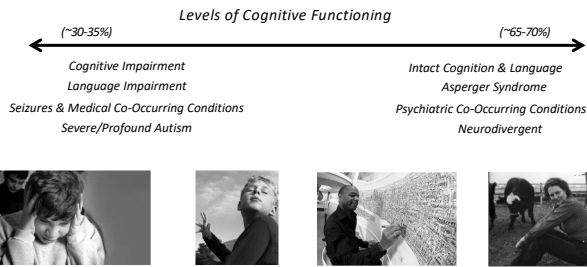 Levels of Cognitive Functioning
(~30-35%)
(~65-70%)
Cognitive Impairment
Language Impairment
Seizures & Medical Co-Occurring Conditions
Severe/Profound Autism
Intact Cognition & Language
Asperger Syndrome
Psychiatric Co-Occurring Conditions
Neurodivergent